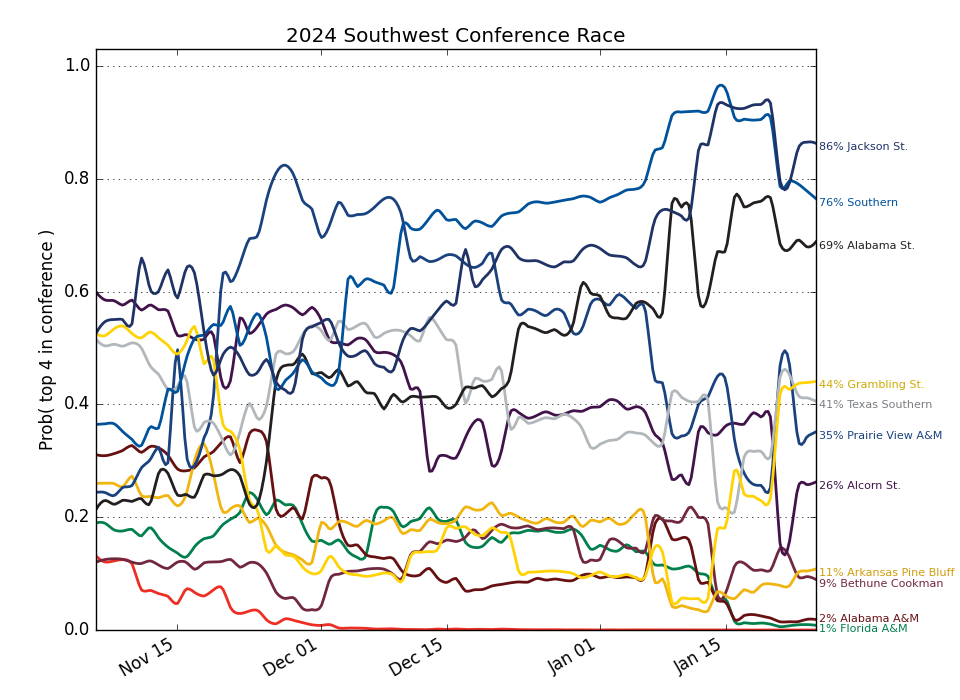 2024 Southwest Conference Race
Prob( top 4 in conference )
1.0
0.8
0.6
0.4
0.2
0.0
Nov 15
Dec 01
Dec 15
Jan 01
Jan 15
86% Jackson St.
76% Southern
69% Alabama St.
44% Grambling St.
41% Texas Southern
35% Prairie View A&M
26% Alcorn St.
11% Arkansas Pine Bluff
9% Bethune Cookman
2% Alabama A&M
1% Florida A&M